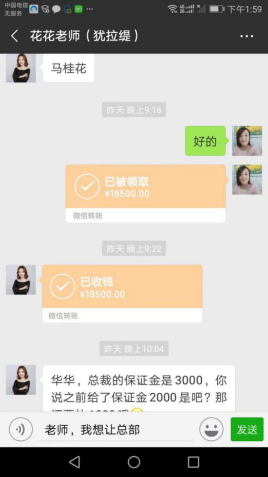 中国电信
无服务
下午1:59
花花老师（犹拉缇）
马桂花
昨天 晚上9:16
好的
已被领取
¥18500.00
微信转账
昨天 晚上9:22
已收钱
¥18500.00
微信转账
昨天 晚上10:04
华华，总裁的保证金是3000，你
说之前给了保证金2000是吧？那
老师，我想让总部
发送